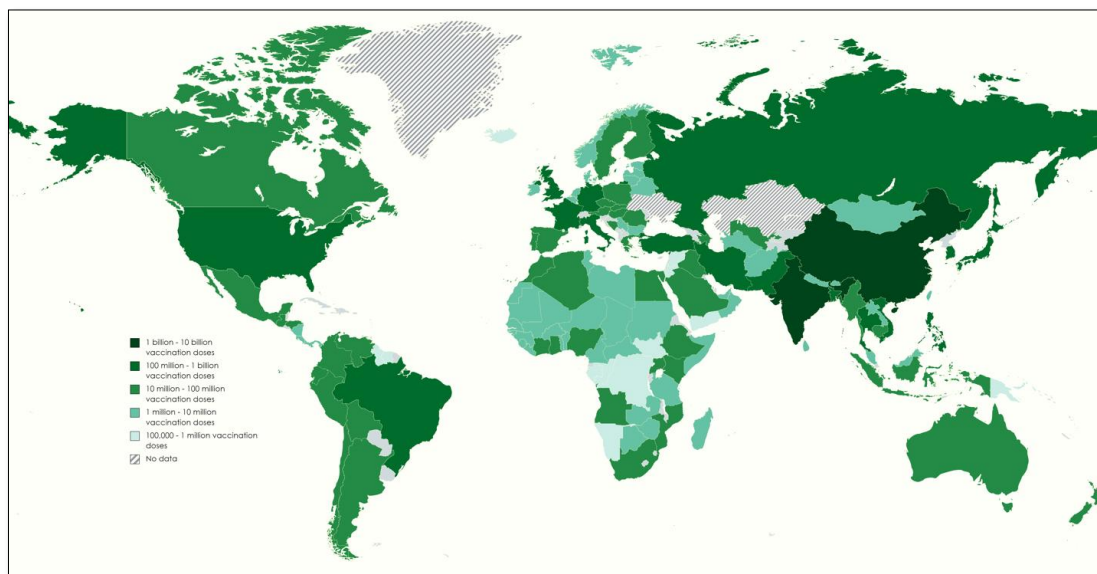 1 billion - 10 billion
vaccination doses
100 million - 1 billion
vaccination doses
10 million - 100 million
vaccination doses
1 million - 10 million
vaccination doses
100,000 - 1 million vaccination
doses
No data